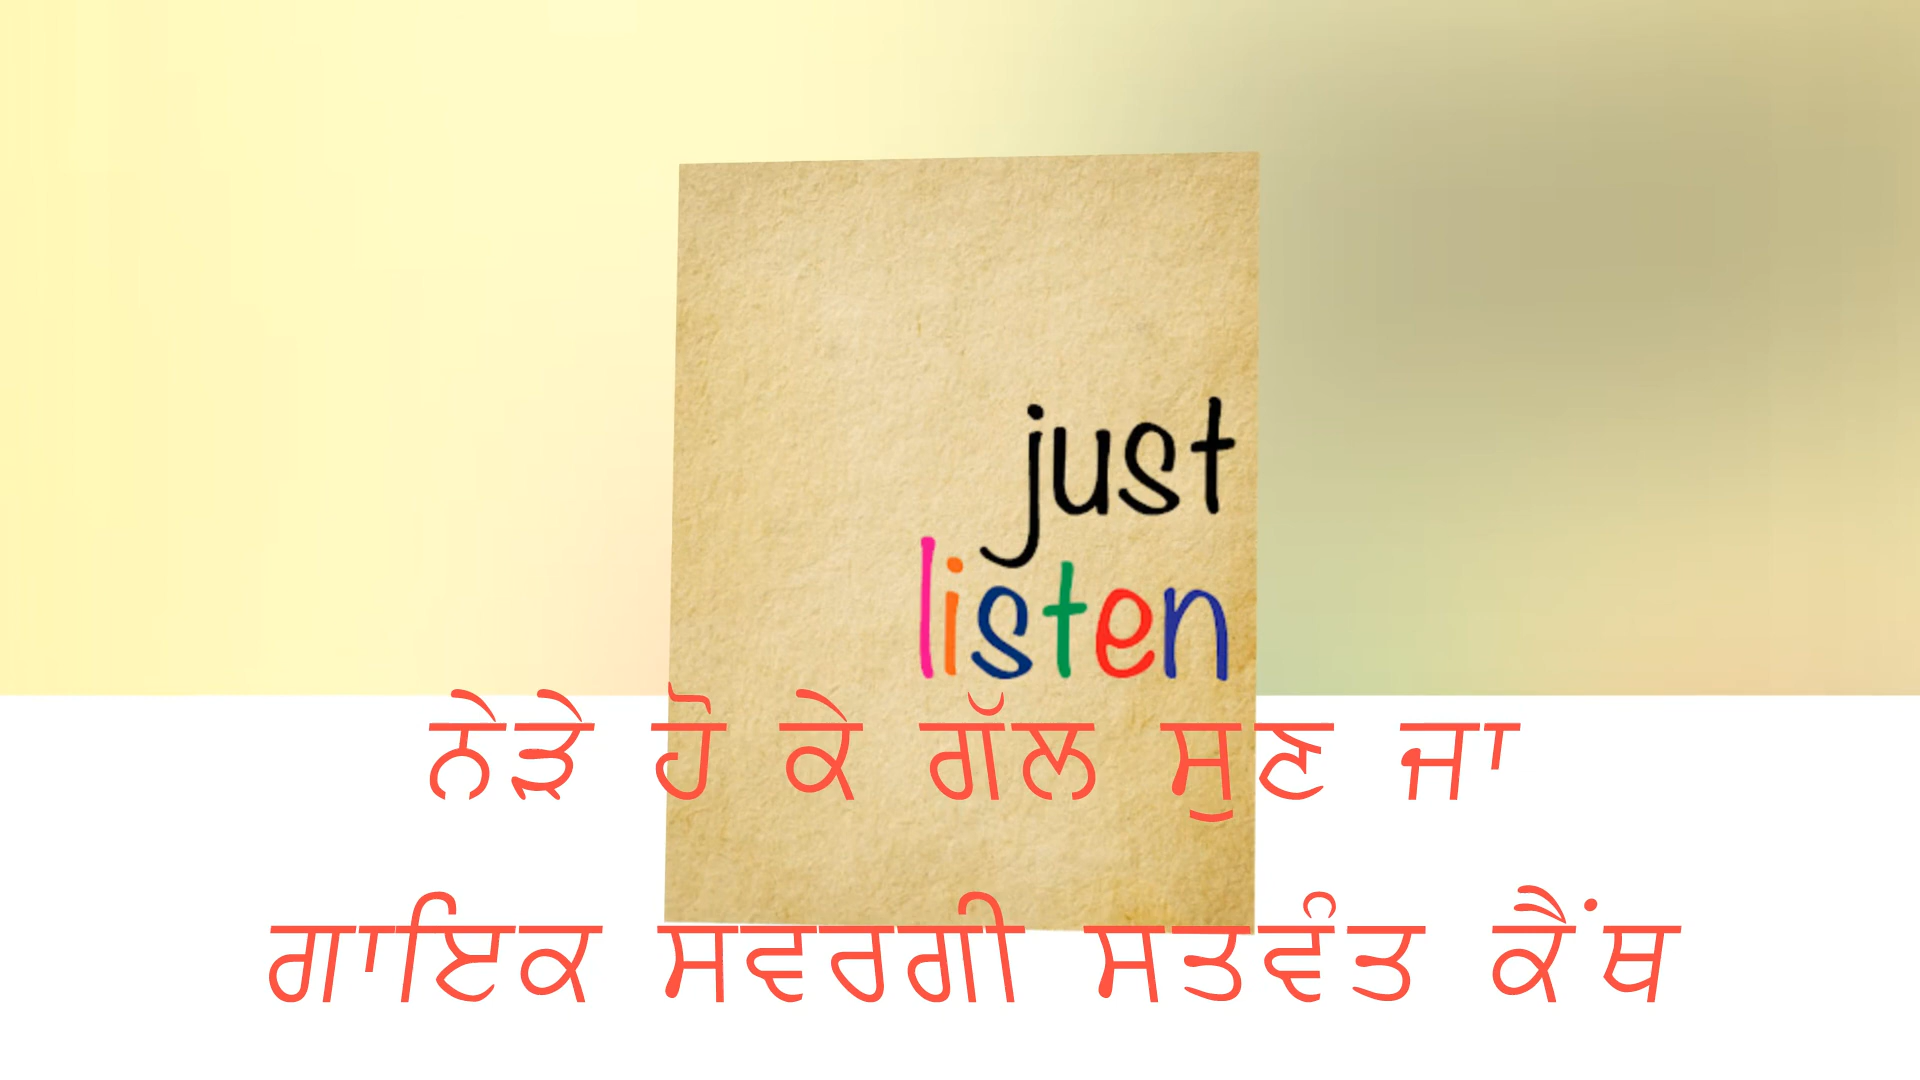 just
listen
ਨੇੜੇ ਹੋ ਕੇ ਗੱਲ ਸੁਣ ਜਾ
ਗਾਇਕ ਸਵਰਗੀ ਸਤਵੰਤ ਕੈਂਥ